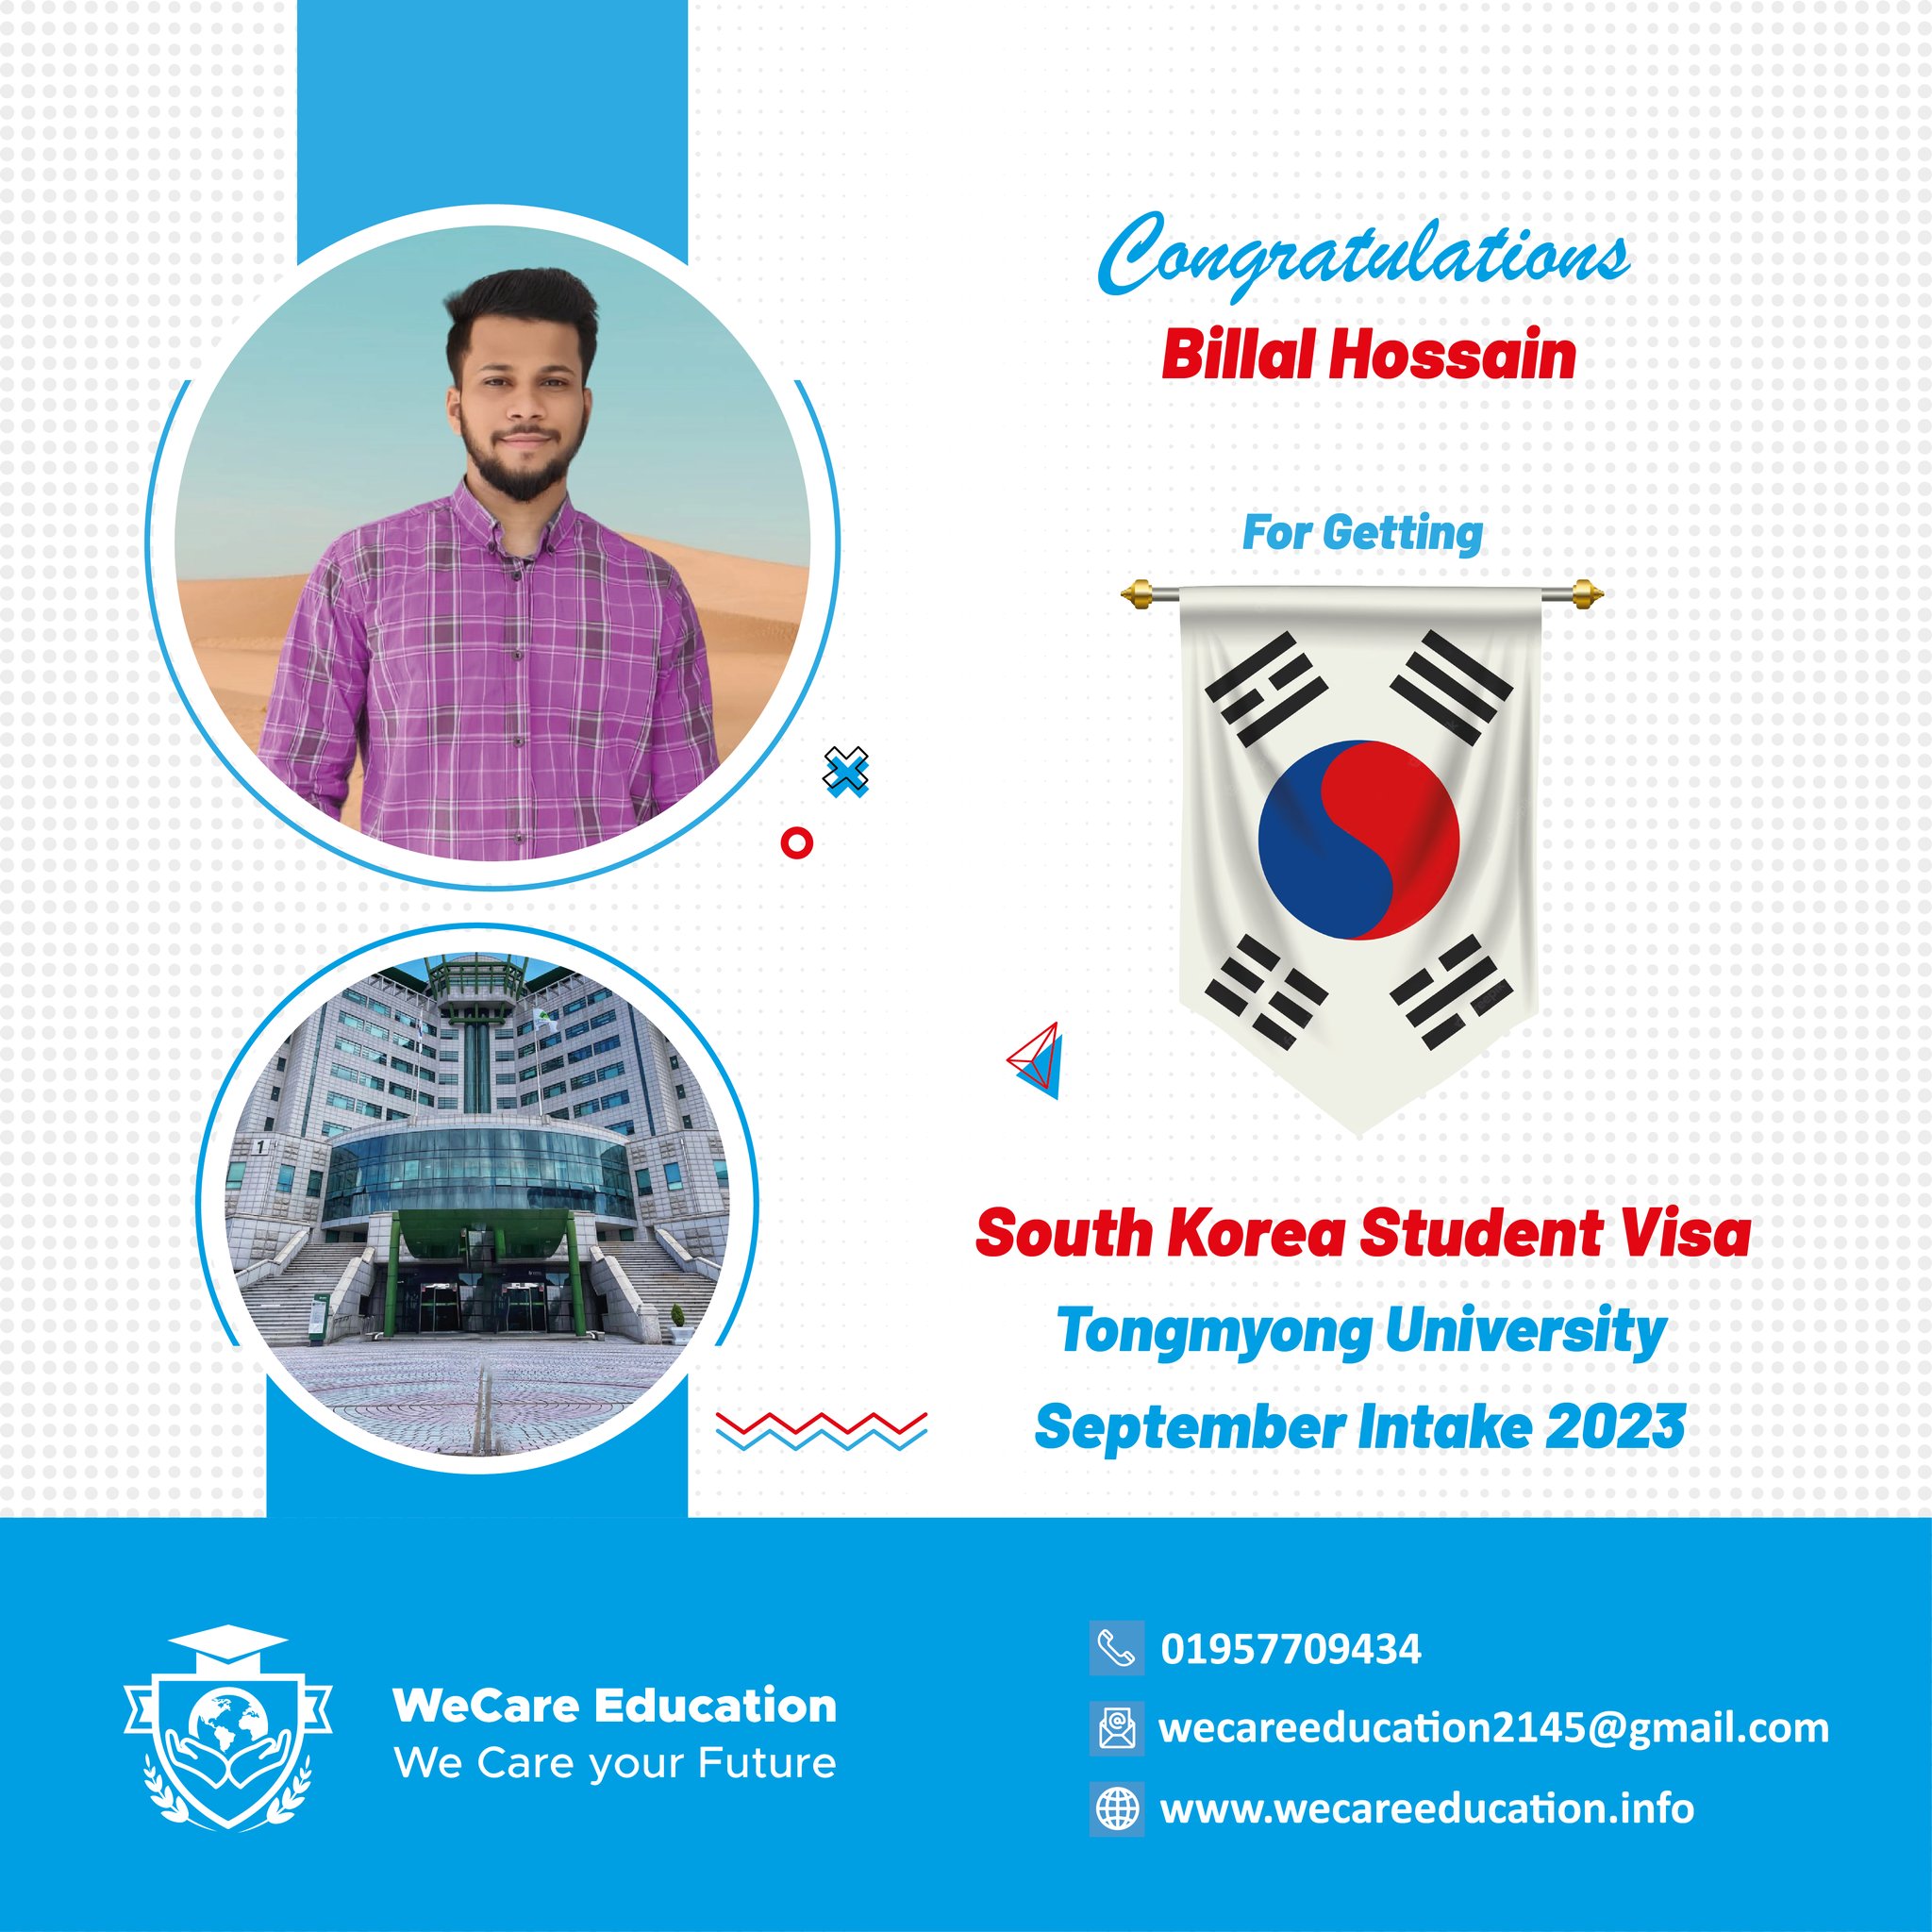 Congratulations
Billal Hossain
For Getting
1
South Korea Student Visa
Tongmyong University
September Intake 2023
WeCare Education
We Care your Future
01957709434
wecareeducation2145@gmail.com
www.wecareeducation.info